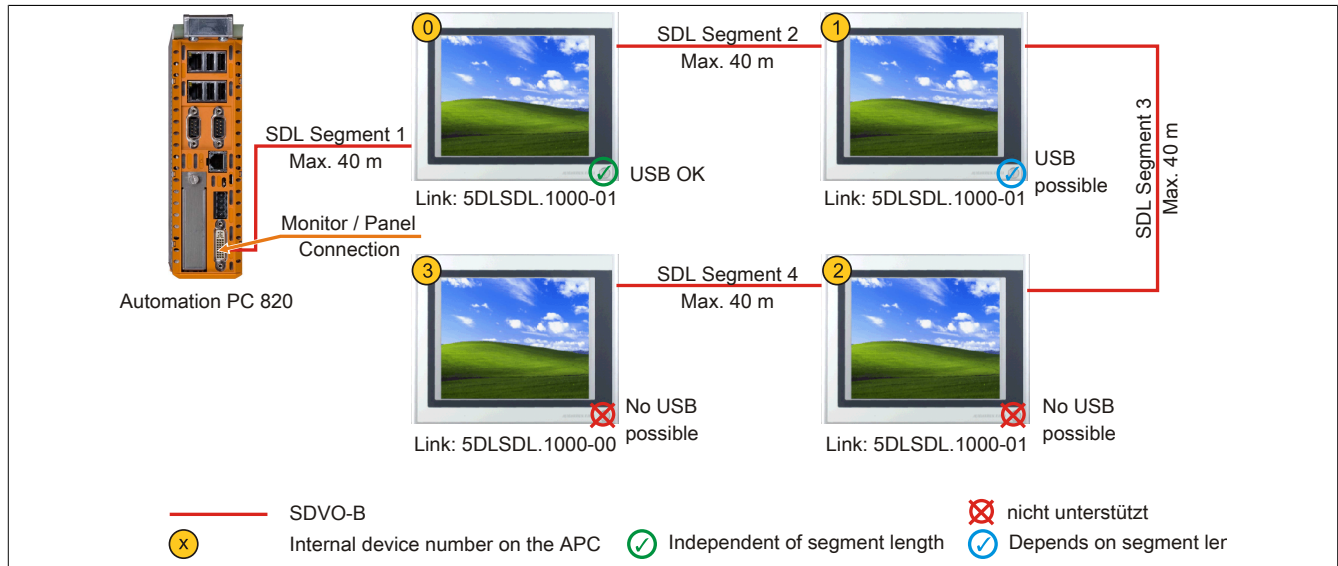 0
SDL Segment 2
Max. 40 m
1
SDL Segment 1
Max. 40 m
USB OK
USB
possible
Link: 5DLSDL.1000-01
Link: 5DLSDL.1000-01
SDL Segment 3
Max. 40 m
Monitor / Panel
Connection
Automation PC 820
3
SDL Segment 4
Max. 40 m
2
No USB
possible
No USB
possible
Link: 5DLSDL.1000-00
Link: 5DLSDL.1000-01
SDVO-B
nicht unterstützt
x
Internal device number on the APC
Independent of segment length
Depends on segment ler